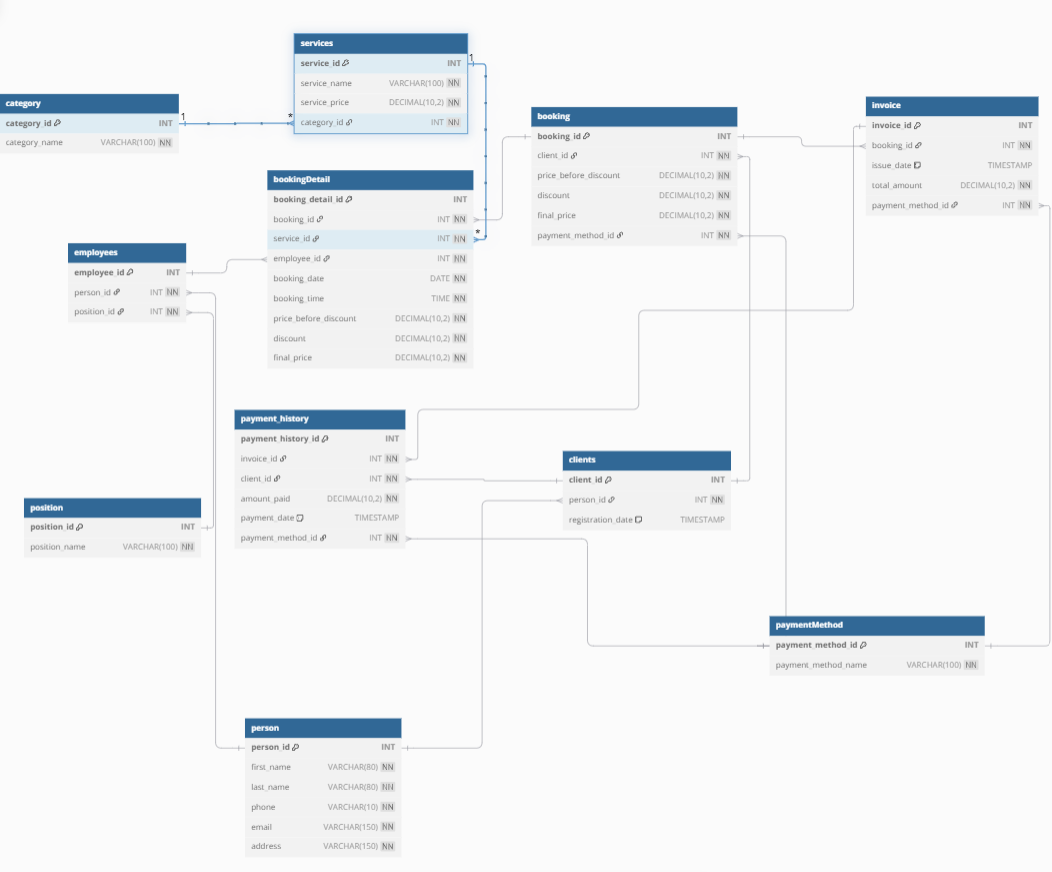 services
service_id INT
service_name VARCHAR(100) NN
service_price DECIMAL(10,2) NN
category_id INT NN
1
1
*
category
category_id INT
category_name VARCHAR(100) NN
invoice
invoice_id INT
booking_id INT NN
issue_date TIMESTAMP
total_amount DECIMAL(10,2) NN
payment_method_id INT NN
booking
booking_id INT
client_id INT NN
price_before_discount DECIMAL(10,2) NN
discount DECIMAL(10,2) NN
final_price DECIMAL(10,2) NN
payment_method_id INT NN
bookingDetail
booking_detail_id INT
booking_id INT NN
service_id INT NN
employee_id INT NN
booking_date DATE NN
booking_time TIME NN
price_before_discount DECIMAL(10,2) NN
discount DECIMAL(10,2) NN
final_price DECIMAL(10,2) NN
*
employees
employee_id INT
person_id INT NN
position_id INT NN
payment_history
payment_history_id INT
invoice_id INT NN
client_id INT NN
amount_paid DECIMAL(10,2) NN
payment_date TIMESTAMP
payment_method_id INT NN
clients
client_id INT
person_id INT NN
registration_date TIMESTAMP
position
position_id INT
position_name VARCHAR(100) NN
paymentMethod
payment_method_id INT
payment_method_name VARCHAR(100) NN
person
person_id INT
first_name VARCHAR(80) NN
last_name VARCHAR(80) NN
phone VARCHAR(10) NN
email VARCHAR(150) NN
address VARCHAR(150) NN